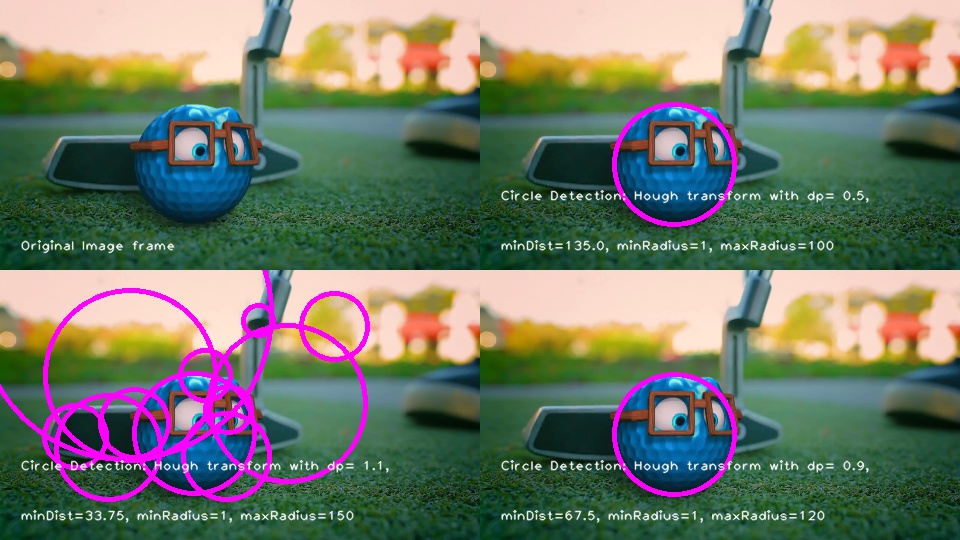 Original Image frame
Circle Detection: Hough transform with dp= 0.5,
minDist=135.0, minRadius=1, maxRadius=100
Circle Detection: Hough transform with dp= 1.1,
minDist=33.75, minRadius=1, maxRadius=150
Circle Detection: Hough transform with dp= 0.9,
minDist=67.5, minRadius=1, maxRadius=120